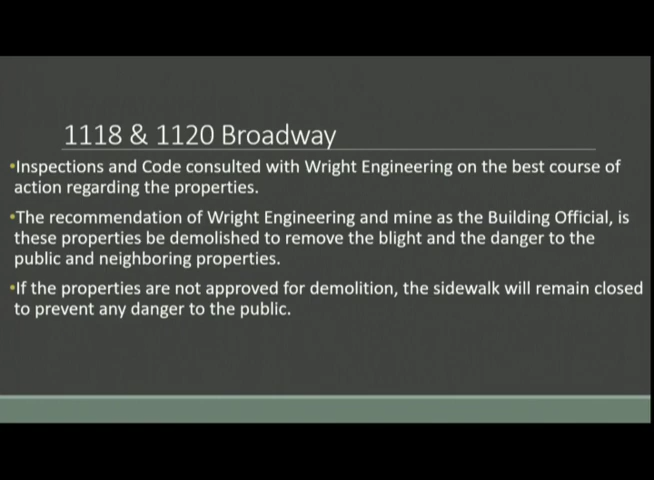 1118 & 1120 Broadway
•Inspections and Code consulted with Wright Engineering on the best course of
action regarding the properties.
•The recommendation of Wright Engineering and mine as the Building Official, is
these properties be demolished to remove the blight and the danger to the
public and neighboring properties.
•If the properties are not approved for demolition, the sidewalk will remain closed
to prevent any danger to the public.